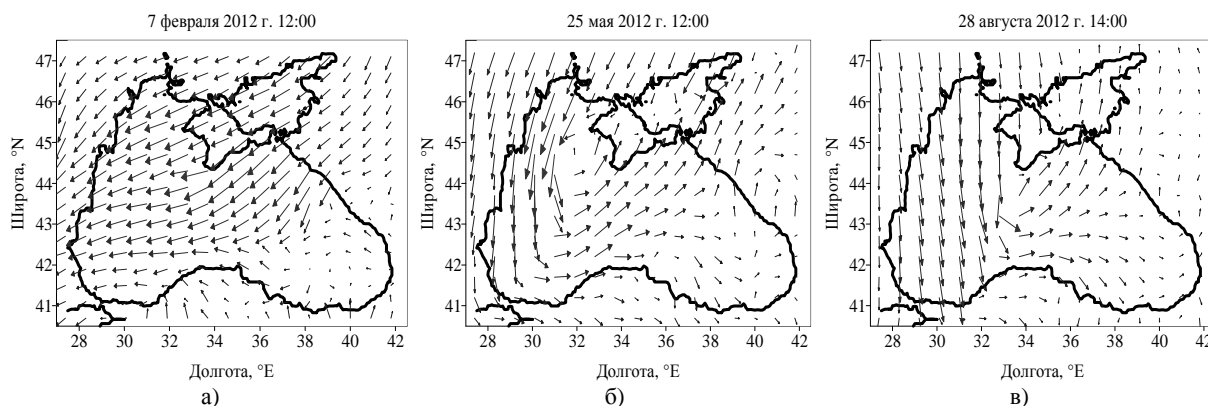 7 февраля 2012 г. 12:00
47
46
45
44
43
42
41
Широта, °N
28 30 32 34 36 38 40 42
Долгота, °E
а)
25 мая 2012 г. 12:00
47
46
45
44
43
42
41
Широта, °N
28 30 32 34 36 38 40 42
Долгота, °E
б)
28 августа 2012 г. 14:00
47
46
45
44
43
42
41
Широта, °N
28 30 32 34 36 38 40 42
Долгота, °E
в)